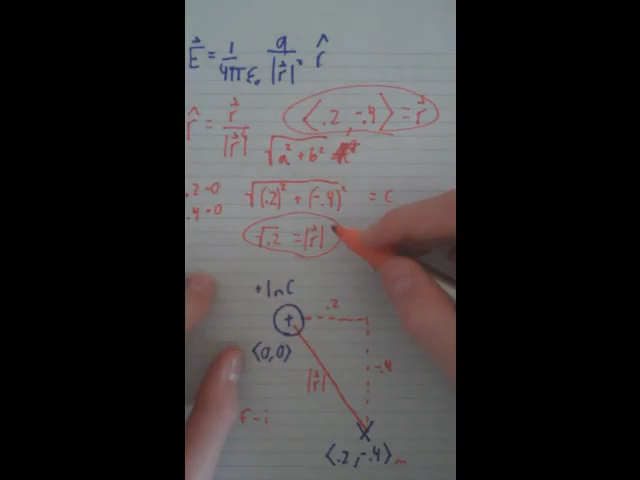 E⃗ = 1/4πε₀ q/|r⃗|² r̂
r̂ = r⃗/|r⃗| ⟨.2, -.4⟩ = r⃗
√a² + b² =
.2-0 √(.2)² + (-.4)² = c
.4-0
√.2 = |r⃗|
+1nC
.2
+
⟨0,0⟩
-.4
|r⃗|
f-i
⟨.2, -.4⟩m